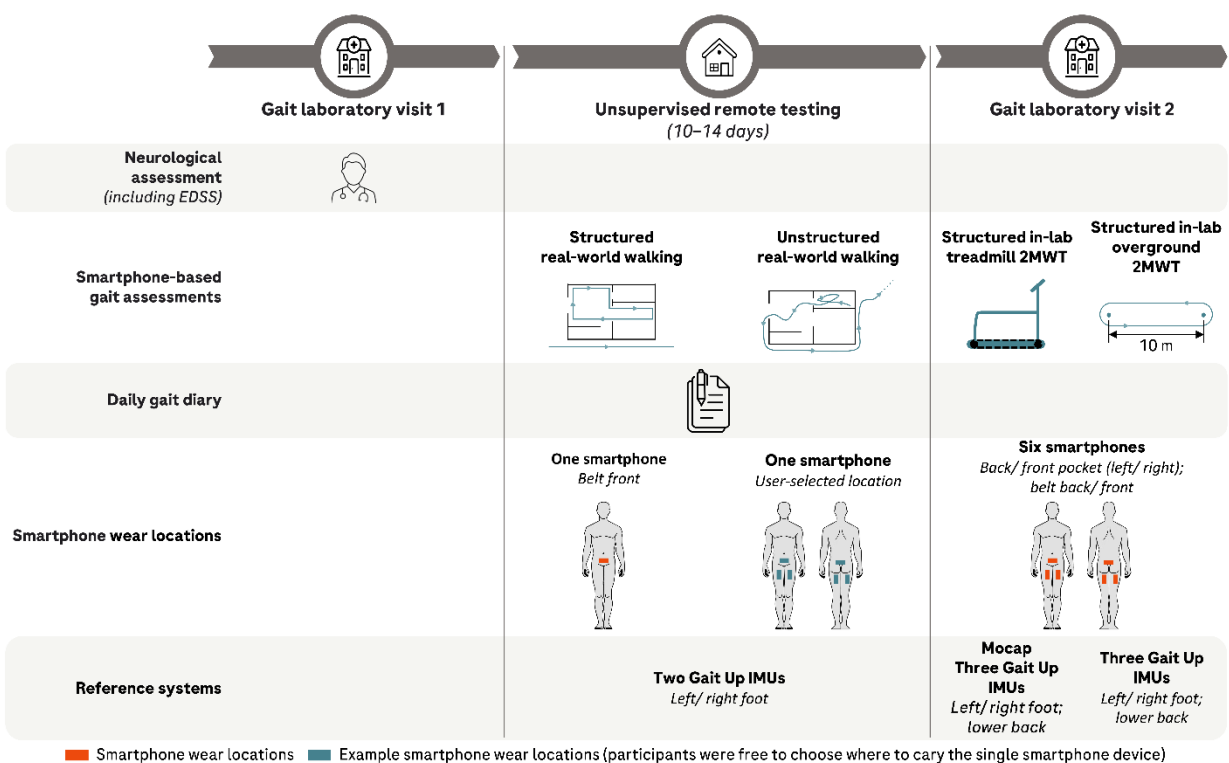 Gait laboratory visit 1
Unsupervised remote testing
(10–14 days)
Gait laboratory visit 2
Neurological
assessment
(including EDSS)
Smartphone-based
gait assessments
Structured
real-world walking
Unstructured
real-world walking
Structured in-lab
treadmill 2MWT
Structured in-lab
overground
2MWT
10 m
Daily gait diary
Smartphone wear locations
One smartphone
Belt front
One smartphone
User-selected location
Six smartphones
Back/ front pocket (left/ right);
belt back/ front
Reference systems
Two Gait Up IMUs
Left/ right foot
Mocap
Three Gait Up
IMUs
Left/ right foot;
lower back
Three Gait Up
IMUs
Left/ right foot;
lower back
Smartphone wear locations
Example smartphone wear locations (participants were free to choose where to cary the single smartphone device)